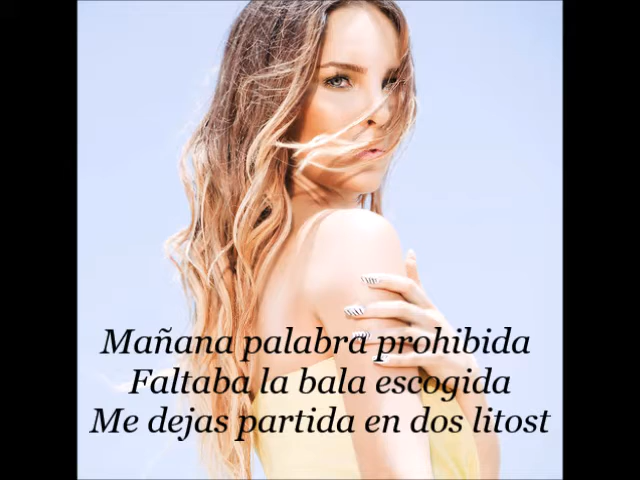 Mañana palabra prohibida
Faltaba la bala escogida
Me dejas partida en dos litost